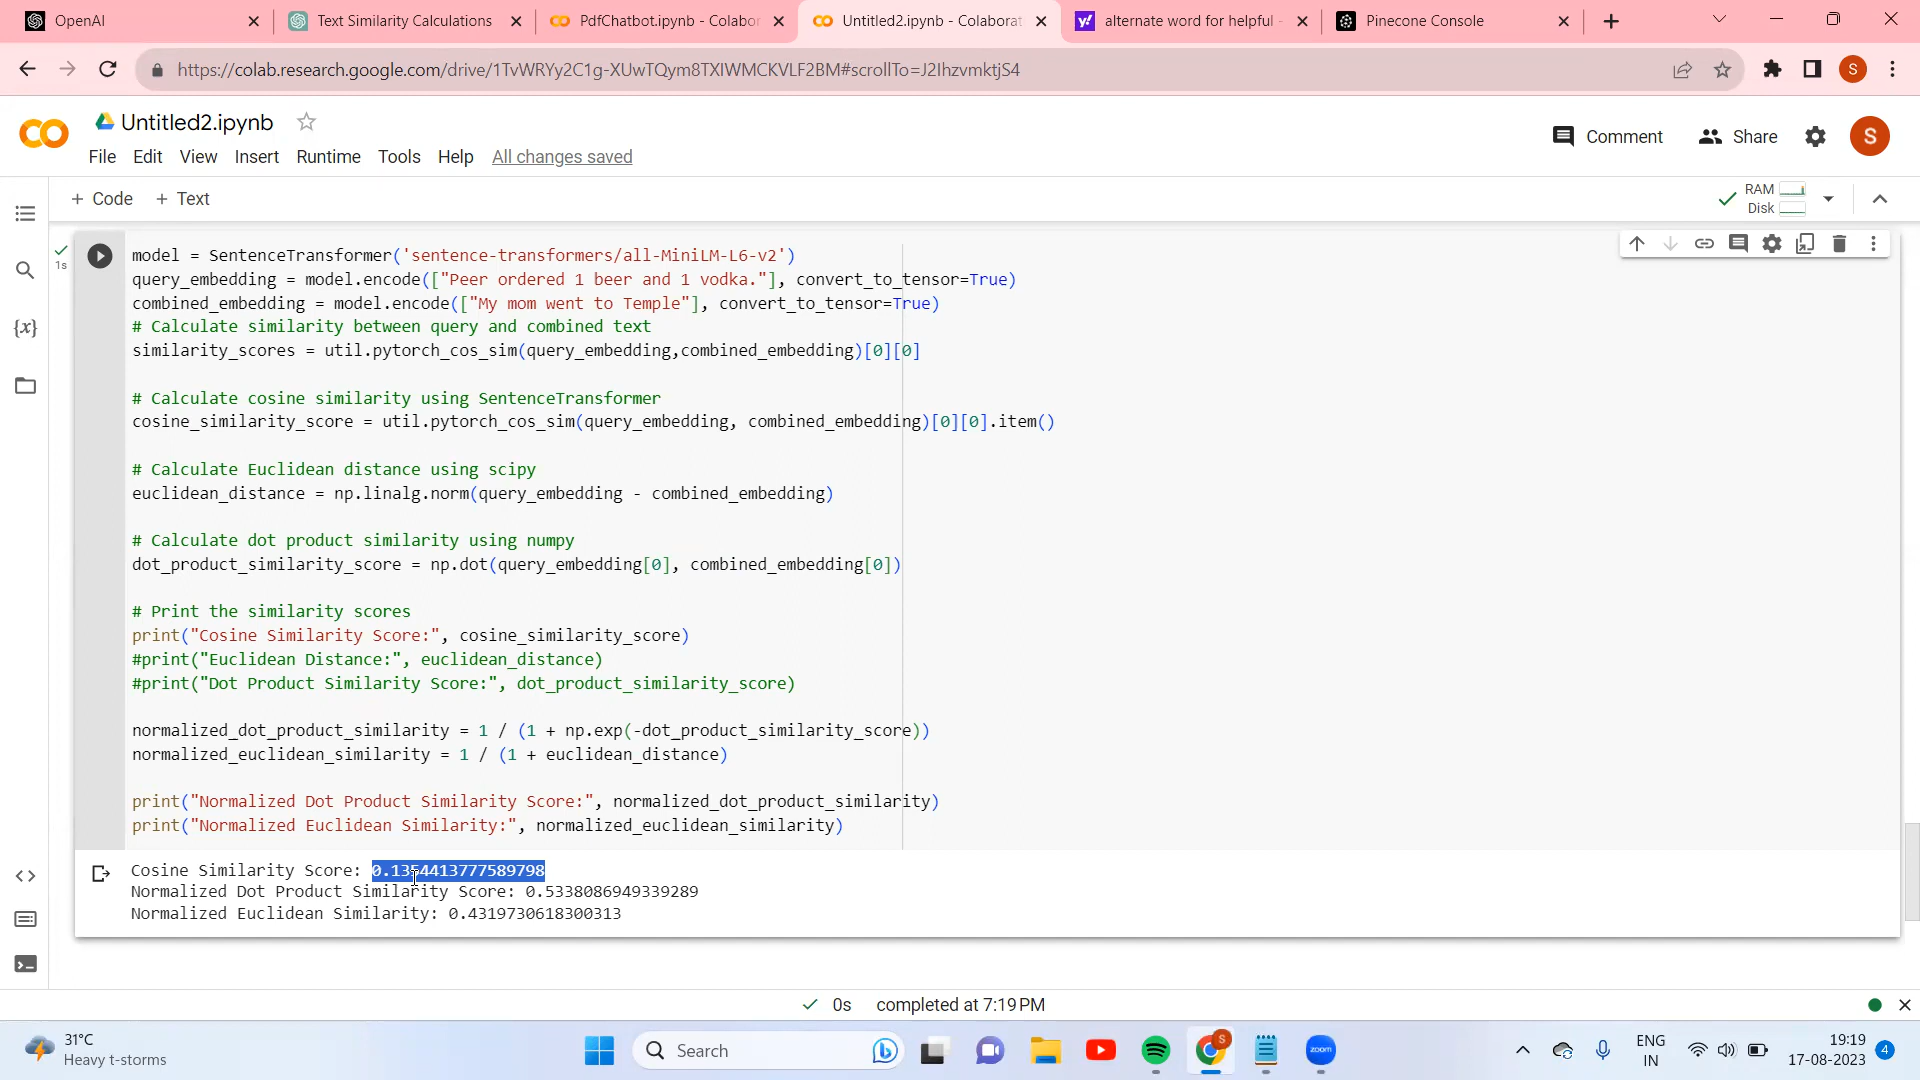 OpenAI
Text Similarity Calculations
PdfChatbot.ipynb - Colabor
Untitled2.ipynb - Colaborat
alternate word for helpful -
Pinecone Console
https://colab.research.google.com/drive/1TvWRYy2C1g-XUwTQym8TXlWMCKVLF2BM#scrollTo=J2IhzvmktjS4
S
CO
Untitled2.ipynb
Comment
Share
S
File Edit View Insert Runtime Tools Help All changes saved
+ Code + Text
RAM
Disk
1s
model = SentenceTransformer('sentence-transformers/all-MiniLM-L6-v2')
query_embedding = model.encode(["Peer ordered 1 beer and 1 vodka."], convert_to_tensor=True)
combined_embedding = model.encode(["My mom went to Temple"], convert_to_tensor=True)
# Calculate similarity between query and combined text
similarity_scores = util.pytorch_cos_sim(query_embedding,combined_embedding)[0][0]
# Calculate cosine similarity using SentenceTransformer
cosine_similarity_score = util.pytorch_cos_sim(query_embedding, combined_embedding)[0][0].item()
# Calculate Euclidean distance using scipy
euclidean_distance = np.linalg.norm(query_embedding - combined_embedding)
# Calculate dot product similarity using numpy
dot_product_similarity_score = np.dot(query_embedding[0], combined_embedding[0])
# Print the similarity scores
print("Cosine Similarity Score:", cosine_similarity_score)
#print("Euclidean Distance:", euclidean_distance)
#print("Dot Product Similarity Score:", dot_product_similarity_score)
normalized_dot_product_similarity = 1 / (1 + np.exp(-dot_product_similarity_score))
normalized_euclidean_similarity = 1 / (1 + euclidean_distance)
print("Normalized Dot Product Similarity Score:", normalized_dot_product_similarity)
print("Normalized Euclidean Similarity:", normalized_euclidean_similarity)
Cosine Similarity Score: 0.1354413777589798
Normalized Dot Product Similarity Score: 0.5338086949339289
Normalized Euclidean Similarity: 0.4319730618300313
0s completed at 7:19 PM
31°C
Heavy t-storms
Search
S
zoom
ENG
IN
19:19
17-08-2023
4